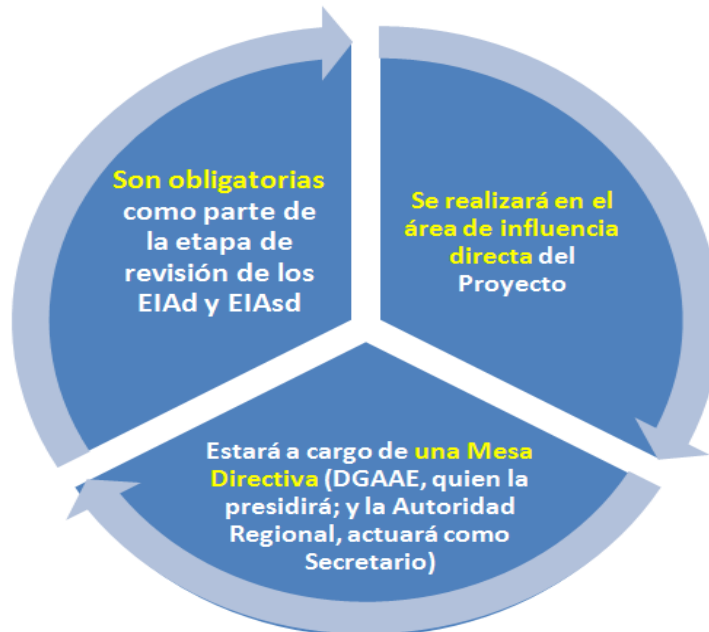 Son obligatorias
como parte de
la etapa de
revisión de los
EIAd y EIAsd
Se realizará en el
área de influencia
directa del
Proyecto
Estará a cargo de una Mesa
Directiva (DGAAE, quien la
presidirá; y la Autoridad
Regional, actuará como
Secretario)